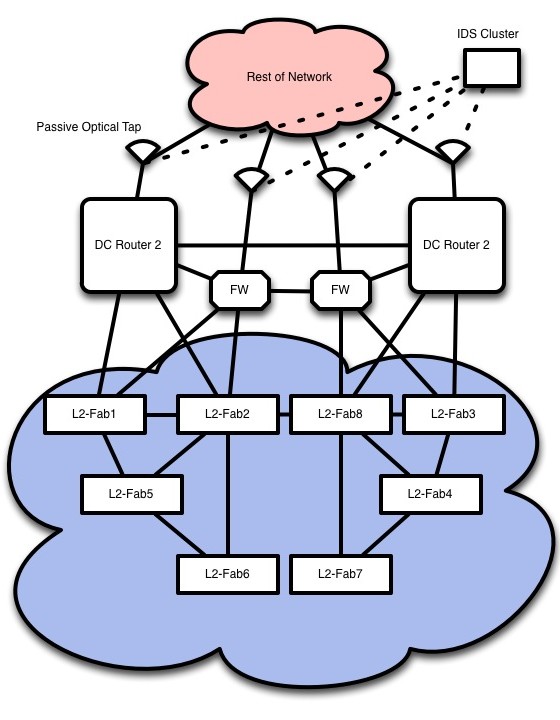 IDS Cluster
Rest of Network
Passive Optical Tap
DC Router 2
DC Router 2
FW
FW
L2-Fab1
L2-Fab2
L2-Fab8
L2-Fab3
L2-Fab5
L2-Fab4
L2-Fab6
L2-Fab7